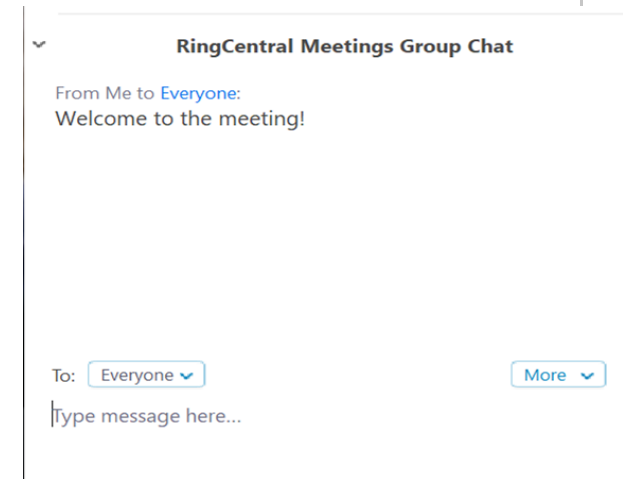 RingCentral Meetings Group Chat
From Me to Everyone:
Welcome to the meeting!
To: Everyone More
Type message here...